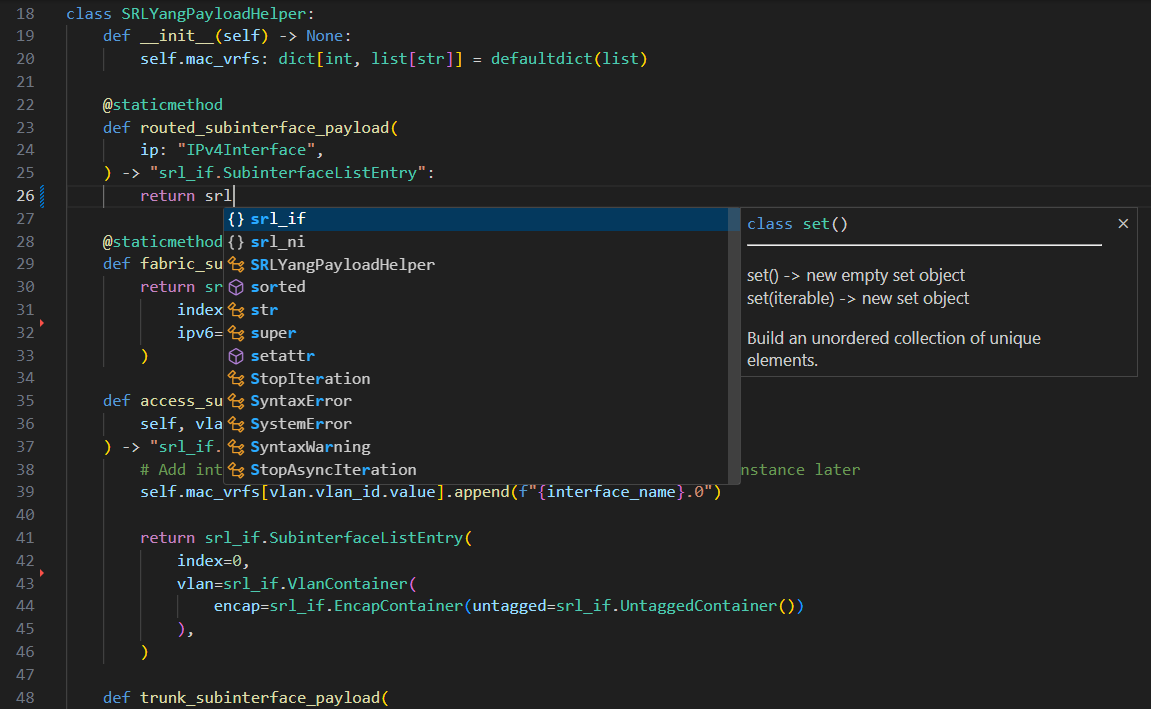 18 class SRLYangPayloadHelper:
19 def __init__(self) -> None:
20 self.mac_vrfs: dict[int, list[str]] = defaultdict(list)
21
22 @staticmethod
23 def routed_subinterface_payload(
24 ip: "IPv4Interface",
25 ) -> "srl_if.SubinterfaceListEntry":
26 return srl
27
28 @staticmethod
29 def fabric_su
30 return sr
31 index
32 ipv6=
33 )
34
35 def access_su
36 self, vla
37 ) -> "srl_if.
38 # Add int nstance later
39 self.mac_vrfs[vlan.vlan_id.value].append(f"{interface_name}.0")
40
41 return srl_if.SubinterfaceListEntry(
42 index=0,
43 vlan=srl_if.VlanContainer(
44 encap=srl_if.EncapContainer(untagged=srl_if.UntaggedContainer())
45 ),
46 )
47
48 def trunk_subinterface_payload(
{} srl_if
{} srl_ni
SRLYangPayloadHelper
sorted
str
super
setattr
StopIteration
SyntaxError
SystemError
SyntaxWarning
StopAsyncIteration
class set()
set() -> new empty set object
set(iterable) -> new set object
Build an unordered collection of unique
elements.